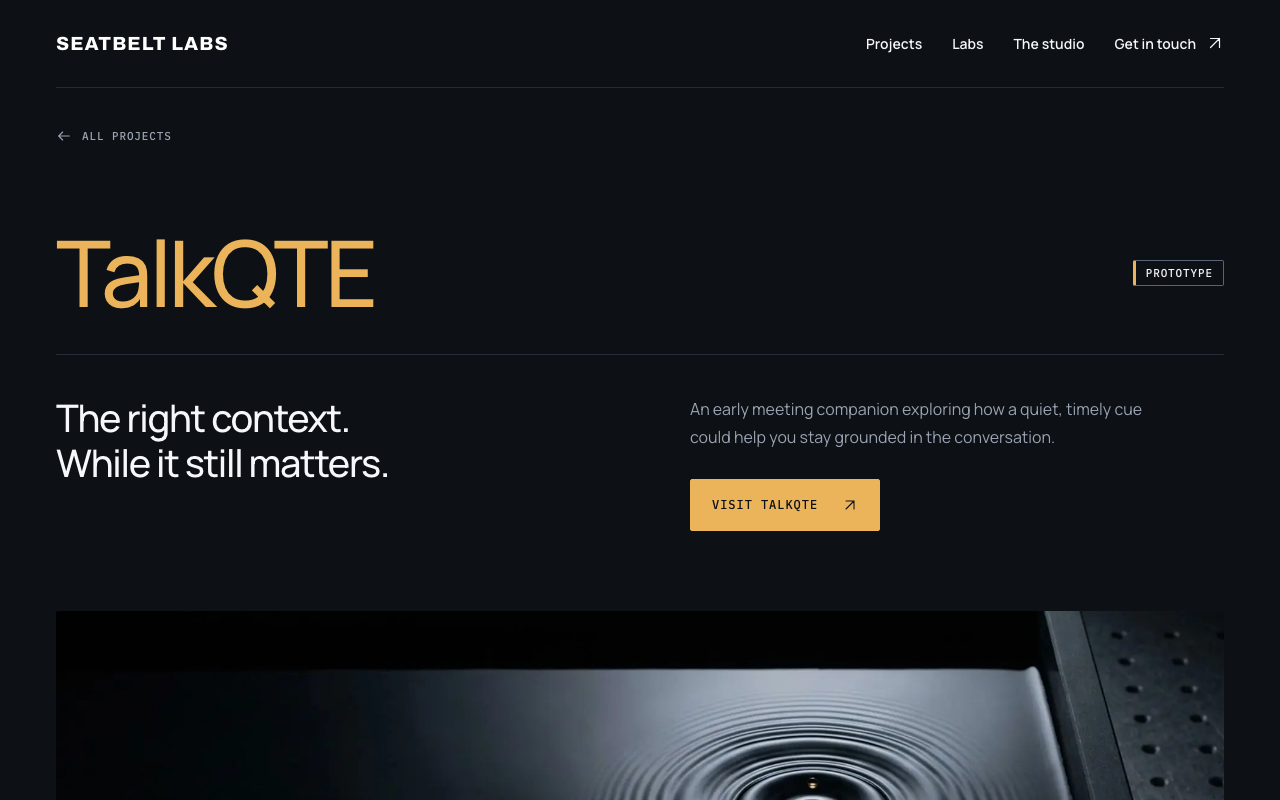 SEATBELT LABS
Projects
Labs
The studio
Get in touch
ALL PROJECTS
TalkQTE
PROTOTYPE
The right context.
While it still matters.
An early meeting companion exploring how a quiet, timely cue
could help you stay grounded in the conversation.
VISIT TALKQTE